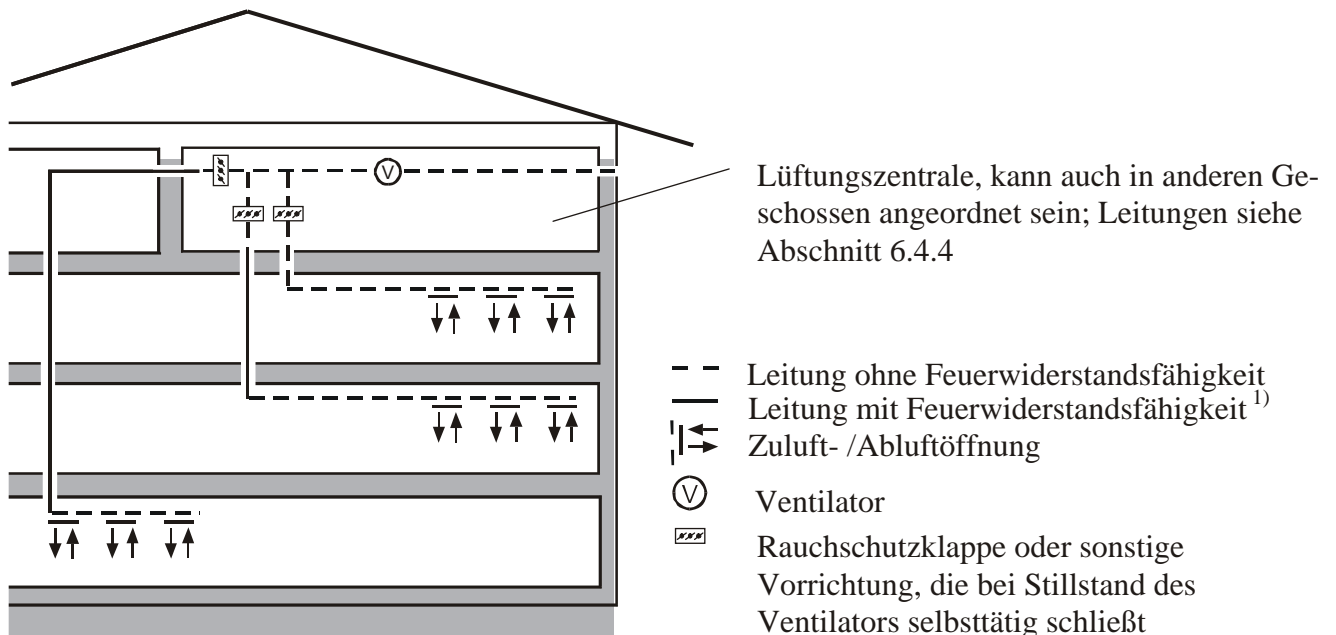 Lüftungszentrale, kann auch in anderen Ge-
schossen angeordnet sein; Leitungen siehe
Abschnitt 6.4.4
V
Leitung ohne Feuerwiderstandsfähigkeit
Leitung mit Feuerwiderstandsfähigkeit 1)
Zuluft- /Abluftöffnung
V Ventilator
Rauchschutzklappe oder sonstige
Vorrichtung, die bei Stillstand des
Ventilators selbsttätig schließt